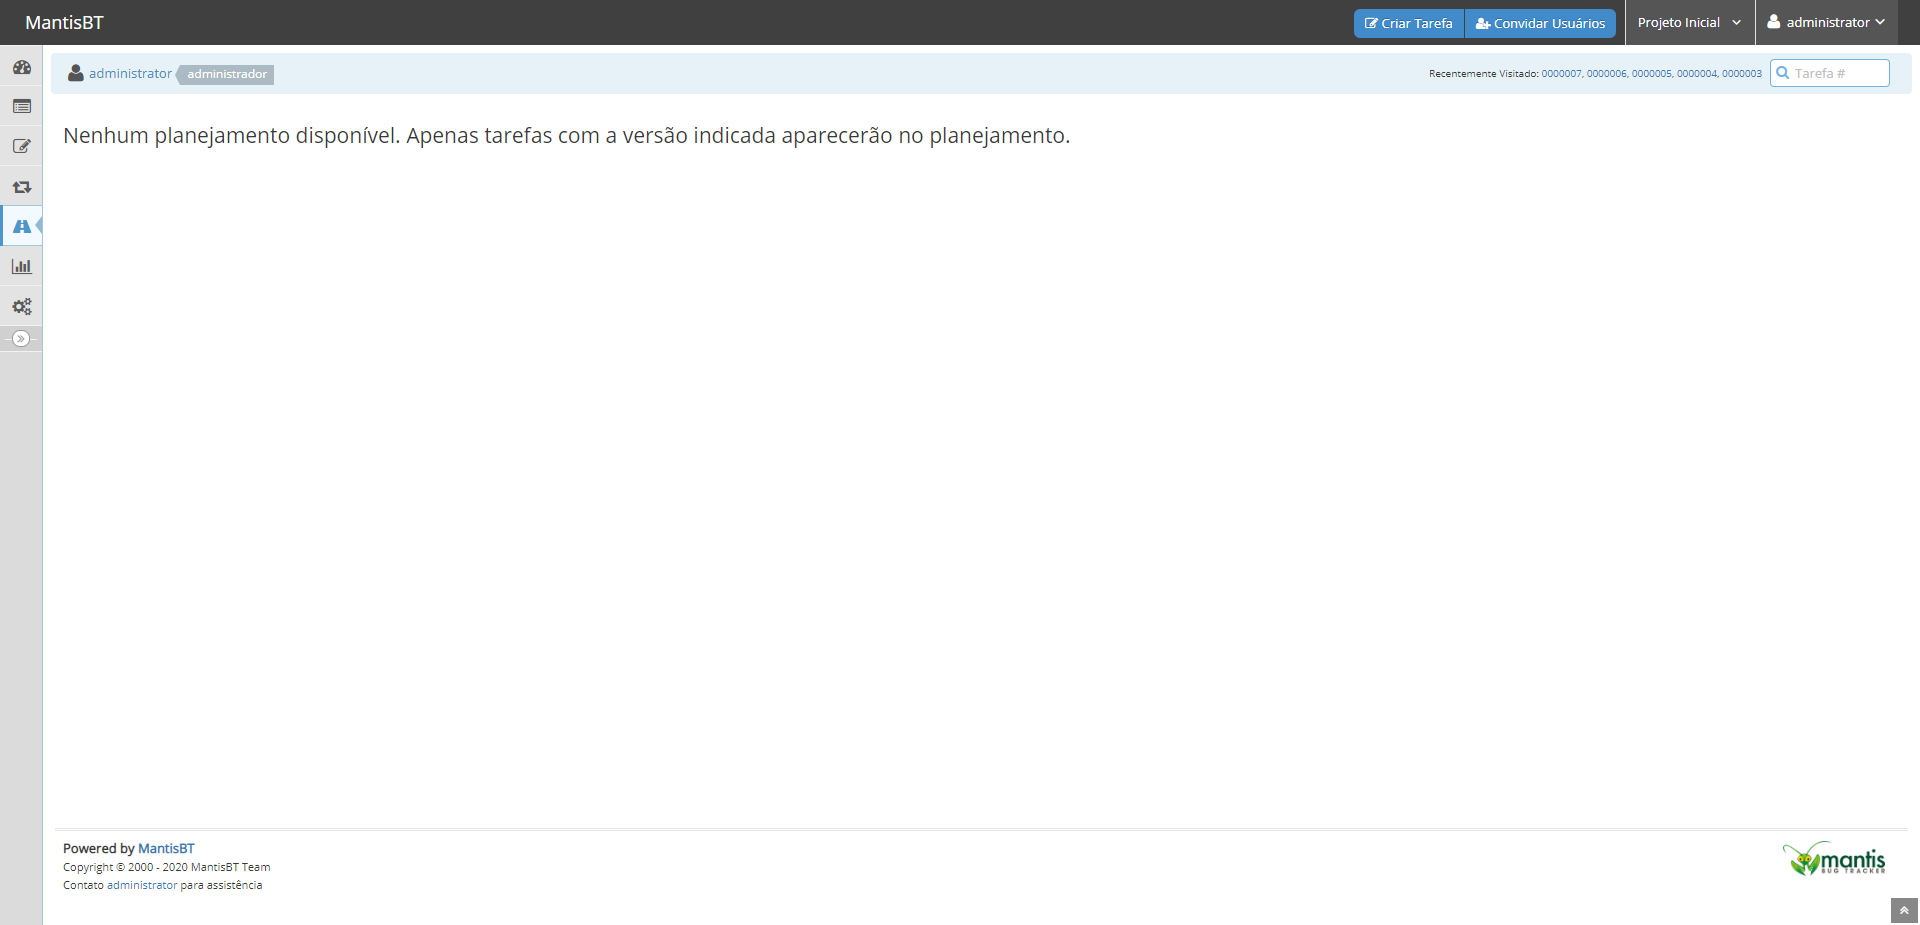 MantisBT
Criar Tarefa
Convidar Usuários
Projeto Inicial
administrator
administrator
administrador
Recentemente Visitado: 0000007, 0000006, 0000005, 0000004, 0000003
Tarefa #
Nenhum planejamento disponível. Apenas tarefas com a versão indicada aparecerão no planejamento.
Powered by MantisBT
Copyright © 2000 - 2020 MantisBT Team
Contato administrator para assistência
mantis
BUG TRACKER